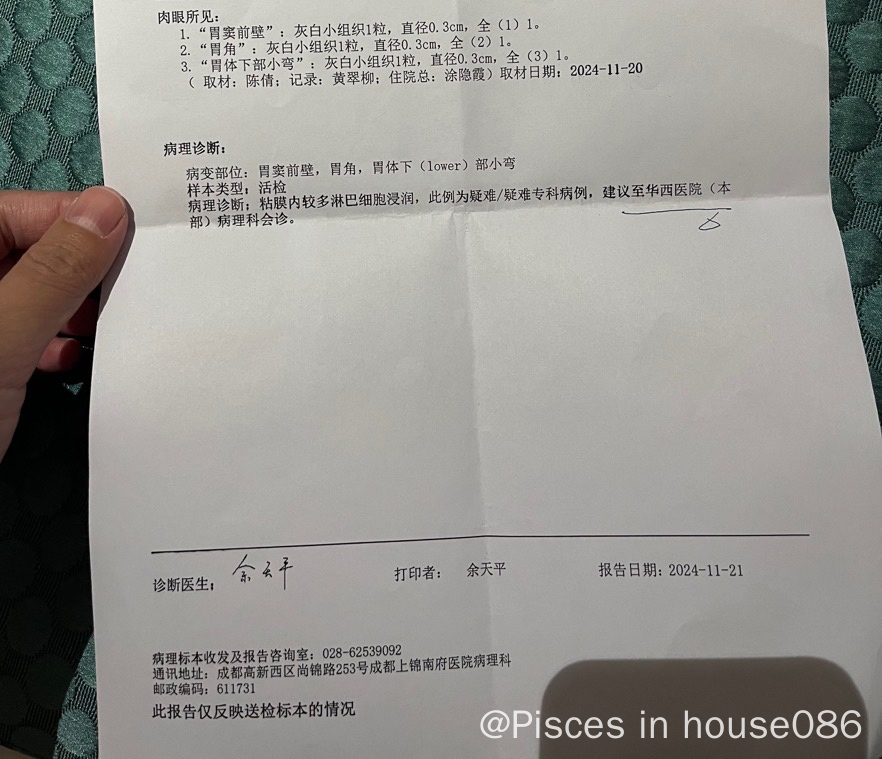 肉眼所见：
1. “胃窦前壁”：灰白小组织1粒，直径0.3cm，全（1）1。
2. “胃角”：灰白小组织1粒，直径0.3cm，全（2）1。
3. “胃体下部小弯”：灰白小组织1粒，直径0.3cm，全（3）1。
（ 取材：陈倩；记录：黄翠柳；住院总：涂隐霞）取材日期：2024-11-20
病理诊断：
病变部位：胃窦前壁，胃角，胃体下（lower）部小弯
样本类型：活检
病理诊断：粘膜内较多淋巴细胞浸润，此例为疑难/疑难专科病例，建议至华西医院（本
部）病理科会诊。
诊断医生： 余天平
打印者： 余天平
报告日期：2024-11-21
病理标本收发及报告咨询室：028-62539092
通讯地址：成都高新西区尚锦路253号成都上锦南府医院病理科
邮政编码：611731
此报告仅反映送检标本的情况
@Pisces in house086